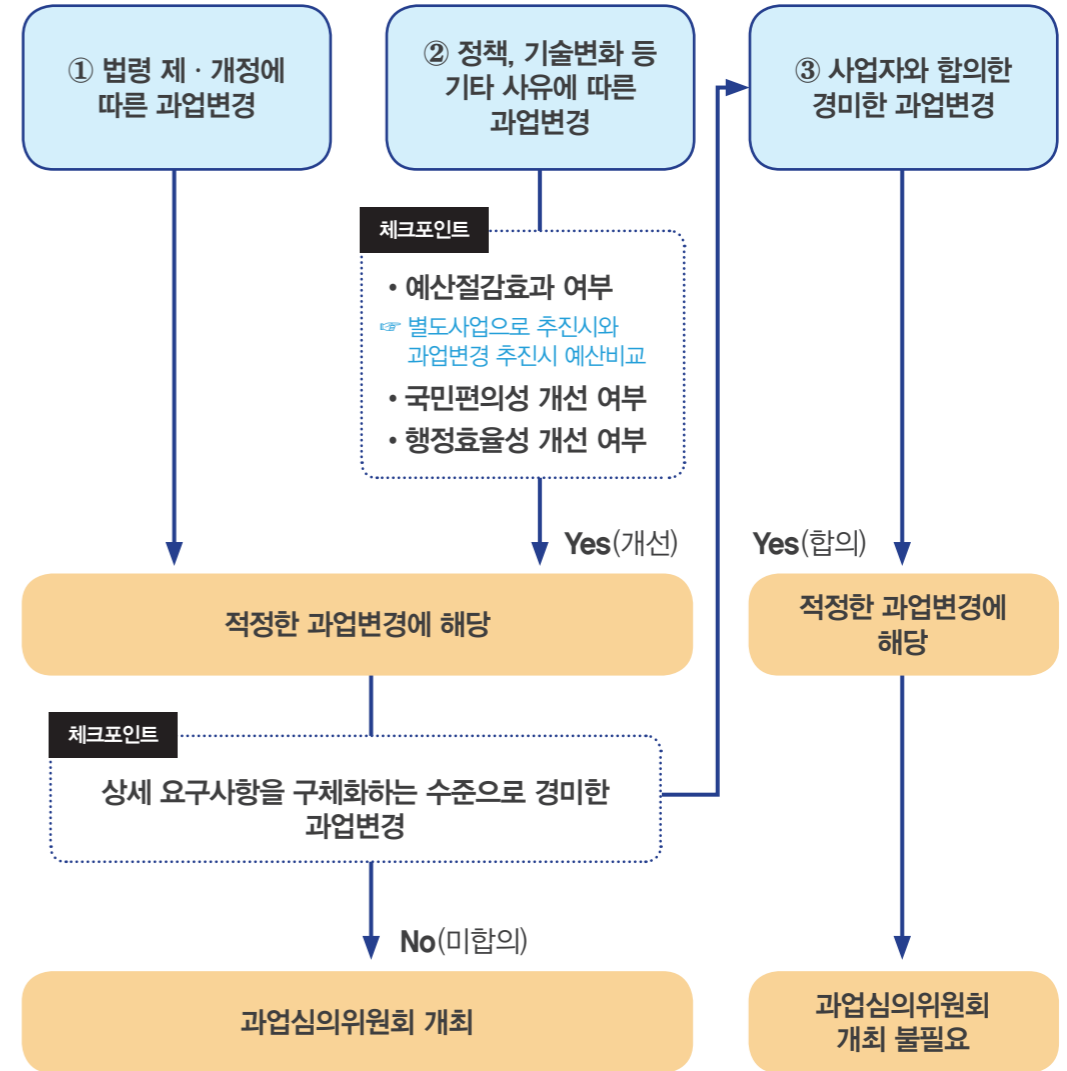 ① 법령 제 · 개정에
따른 과업변경
② 정책, 기술변화 등
기타 사유에 따른
과업변경
③ 사업자와 합의한
경미한 과업변경
체크포인트
• 예산절감효과 여부
☞ 별도사업으로 추진시와
과업변경 추진시 예산비교
• 국민편의성 개선 여부
• 행정효율성 개선 여부
Yes(개선)
Yes(합의)
적정한 과업변경에 해당
적정한 과업변경에
해당
체크포인트
상세 요구사항을 구체화하는 수준으로 경미한
과업변경
No(미합의)
과업심의위원회 개최
과업심의위원회
개최 불필요